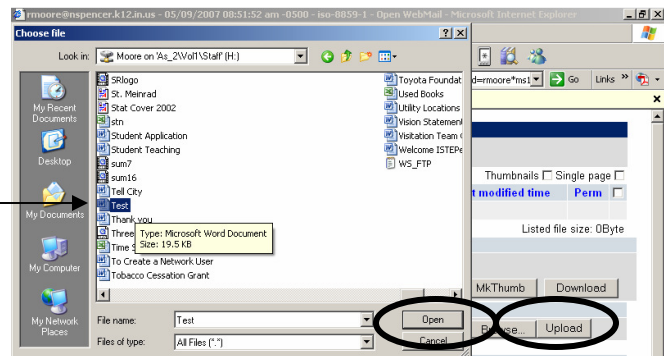 rmoore@nspencer.k12.in.us - 05/09/2007 08:51:52 am -0500 - iso-8859-1 - Open WebMail - Microsoft Internet Explorer
Choose file
Look in: Moore on 'As_2\Vol1\Staff' (H:)
d=rmoore*ms1 Go Links »
My Recent Documents
Desktop
My Documents
My Computer
My Network Places
SRlogo
St. Meinrad
Stat Cover 2002
stn
Student Application
Student Teaching
sum7
sum16
Tell City
Test
Thank you
Three
Time S
To Create a Network User
Tobacco Cessation Grant
Type: Microsoft Word Document
Size: 19.5 KB
Toyota Foundat
Used Books
Utility Locations
Vision Statement
Visitation Team
Welcome ISTEPe
WS_FTP
File name: Test Open
Files of type: All Files (*.*) Cancel
Thumbnails Single page
t modified time Perm
Listed file size: 0Byte
MkThumb Download
Browse... Upload